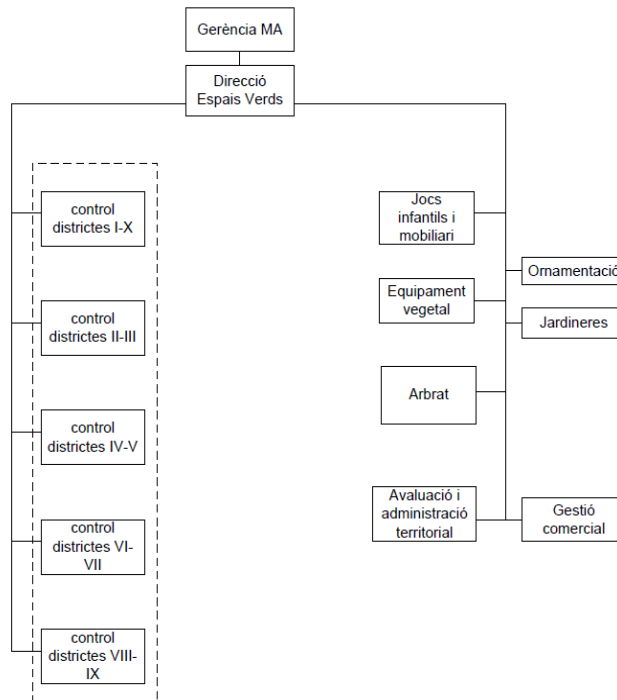 Gerència MA
Direcció
Espais Verds
control
districtes I-X
control
districtes II-III
control
districtes IV-V
control
districtes VI-
VII
control
districtes VIII-
IX
Jocs
infantils i
mobiliari
Equipament
vegetal
Arbrat
Avaluació i
administració
territorial
Ornamentació
Jardineres
Gestió
comercial